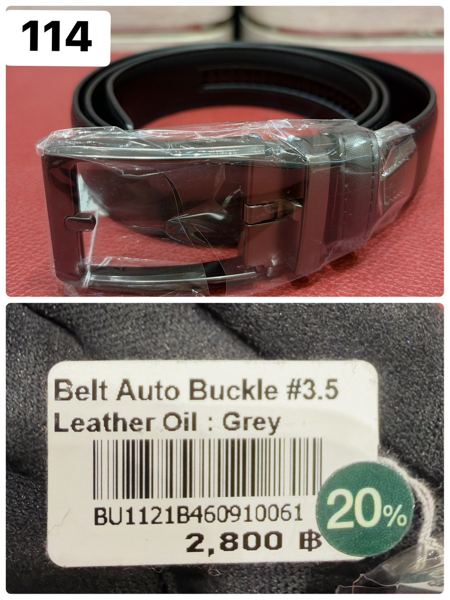 114
Belt Auto Buckle #3.5
Leather Oil : Grey
BU1121B460910061
20%
2,800 ฿